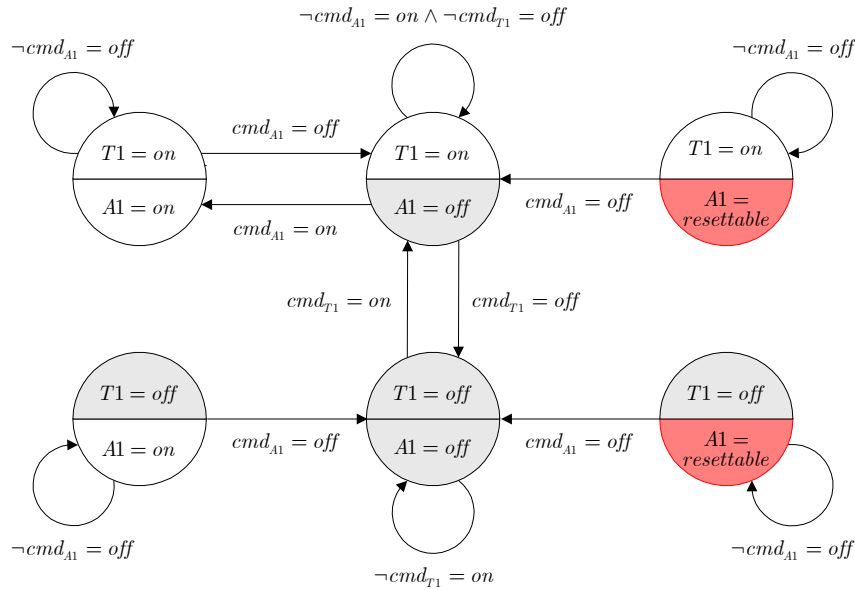 ¬cmd_A1 = on ∧ ¬cmd_T1 = off
¬cmd_A1 = off
¬cmd_A1 = off
cmd_A1 = off
T1 = on
T1 = on
T1 = on
A1 = on
A1 = off
A1 =
resettable
cmd_A1 = off
cmd_A1 = on
cmd_T1 = on
cmd_T1 = off
T1 = off
T1 = off
T1 = off
A1 = on
cmd_A1 = off
A1 = off
cmd_A1 = off
A1 =
resettable
¬cmd_A1 = off
¬cmd_T1 = on
¬cmd_A1 = off